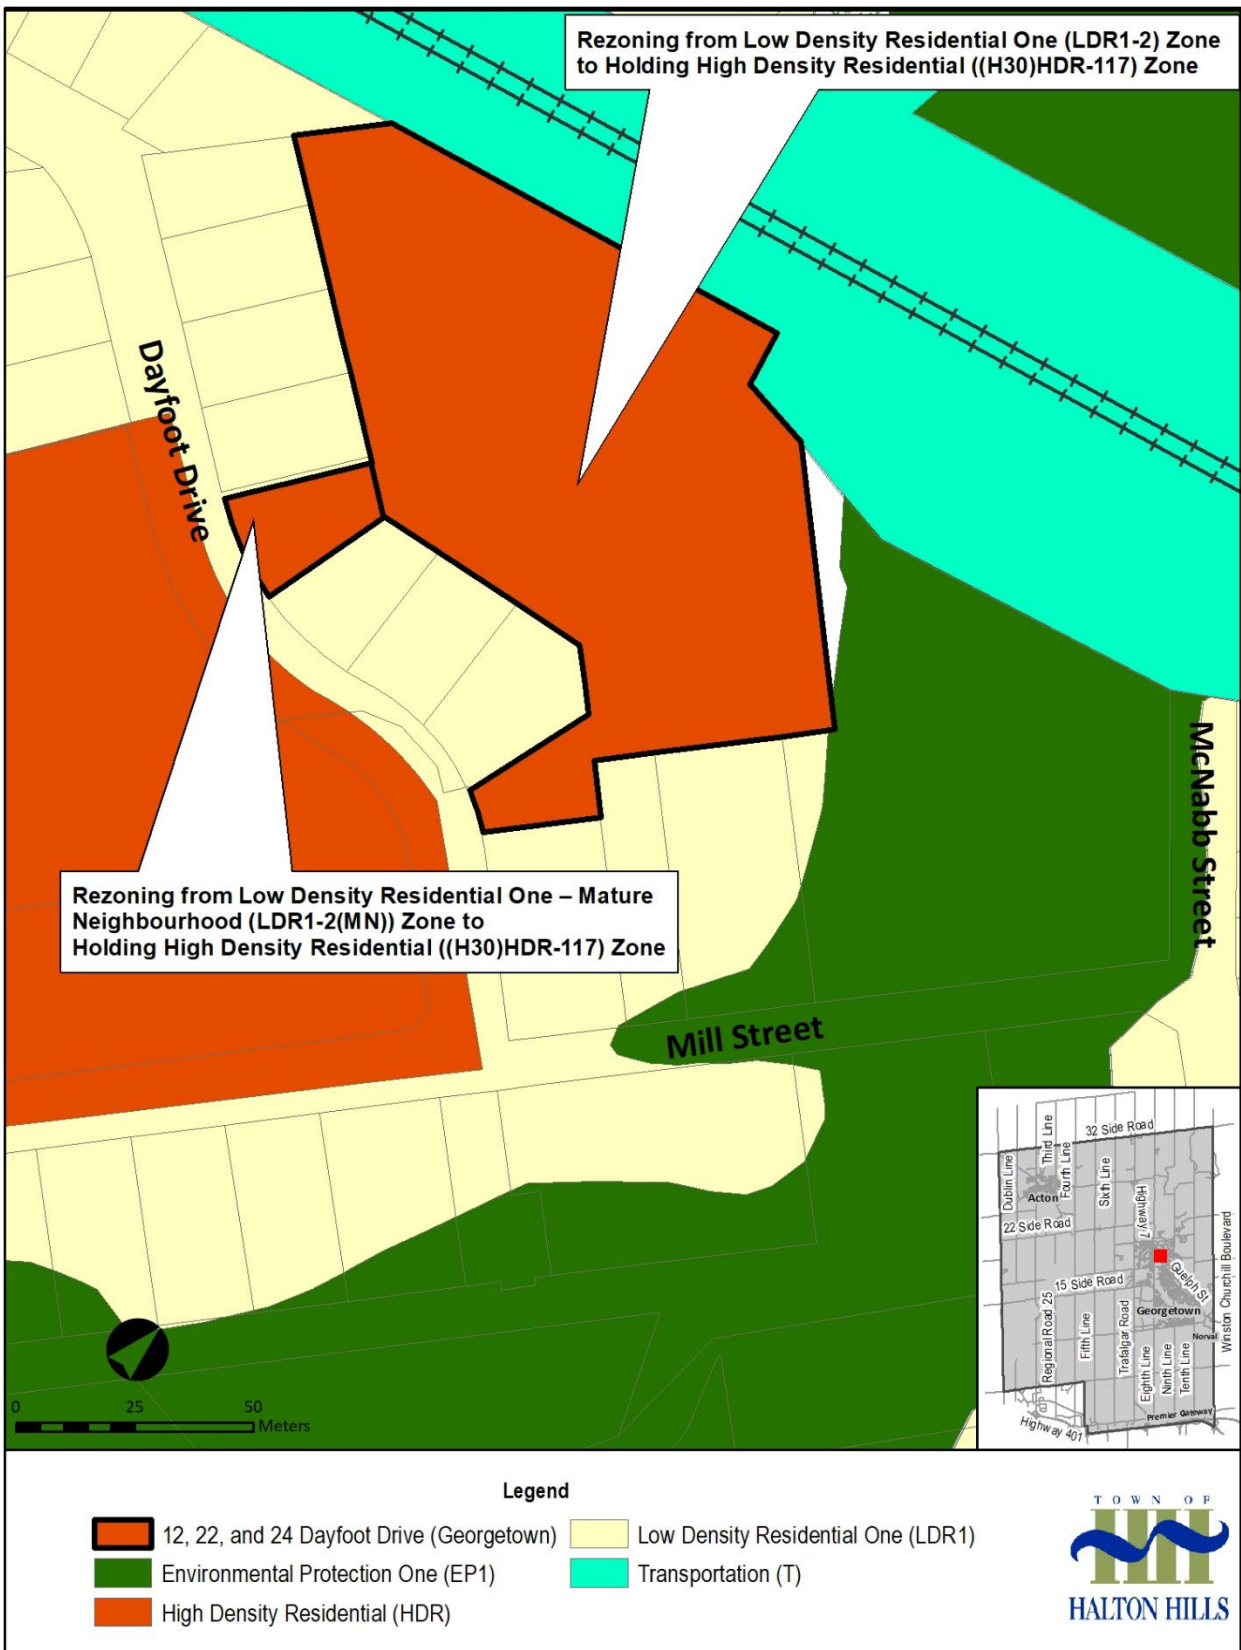 Rezoning from Low Density Residential One (LDR1-2) Zone
to Holding High Density Residential ((H30)HDR-117) Zone
Dayfoot Drive
McNabb Street
Rezoning from Low Density Residential One – Mature
Neighbourhood (LDR1-2(MN)) Zone to
Holding High Density Residential ((H30)HDR-117) Zone
Mill Street
32 Side Road
Dublin Line
Third Line
Fourth Line
Sixth Line
Highway 7
Acton
22 Side Road
15 Side Road
Guelph St
Winston Churchill Boulevard
Georgetown
Norval
Regional Road 25
Fifth Line
Trafalgar Road
Eighth Line
Ninth Line
Tenth Line
Premier Gateway
Highway 401
0 25 50
Meters
Legend
12, 22, and 24 Dayfoot Drive (Georgetown)
Low Density Residential One (LDR1)
Environmental Protection One (EP1)
Transportation (T)
High Density Residential (HDR)
TOWN OF
HALTON HILLS